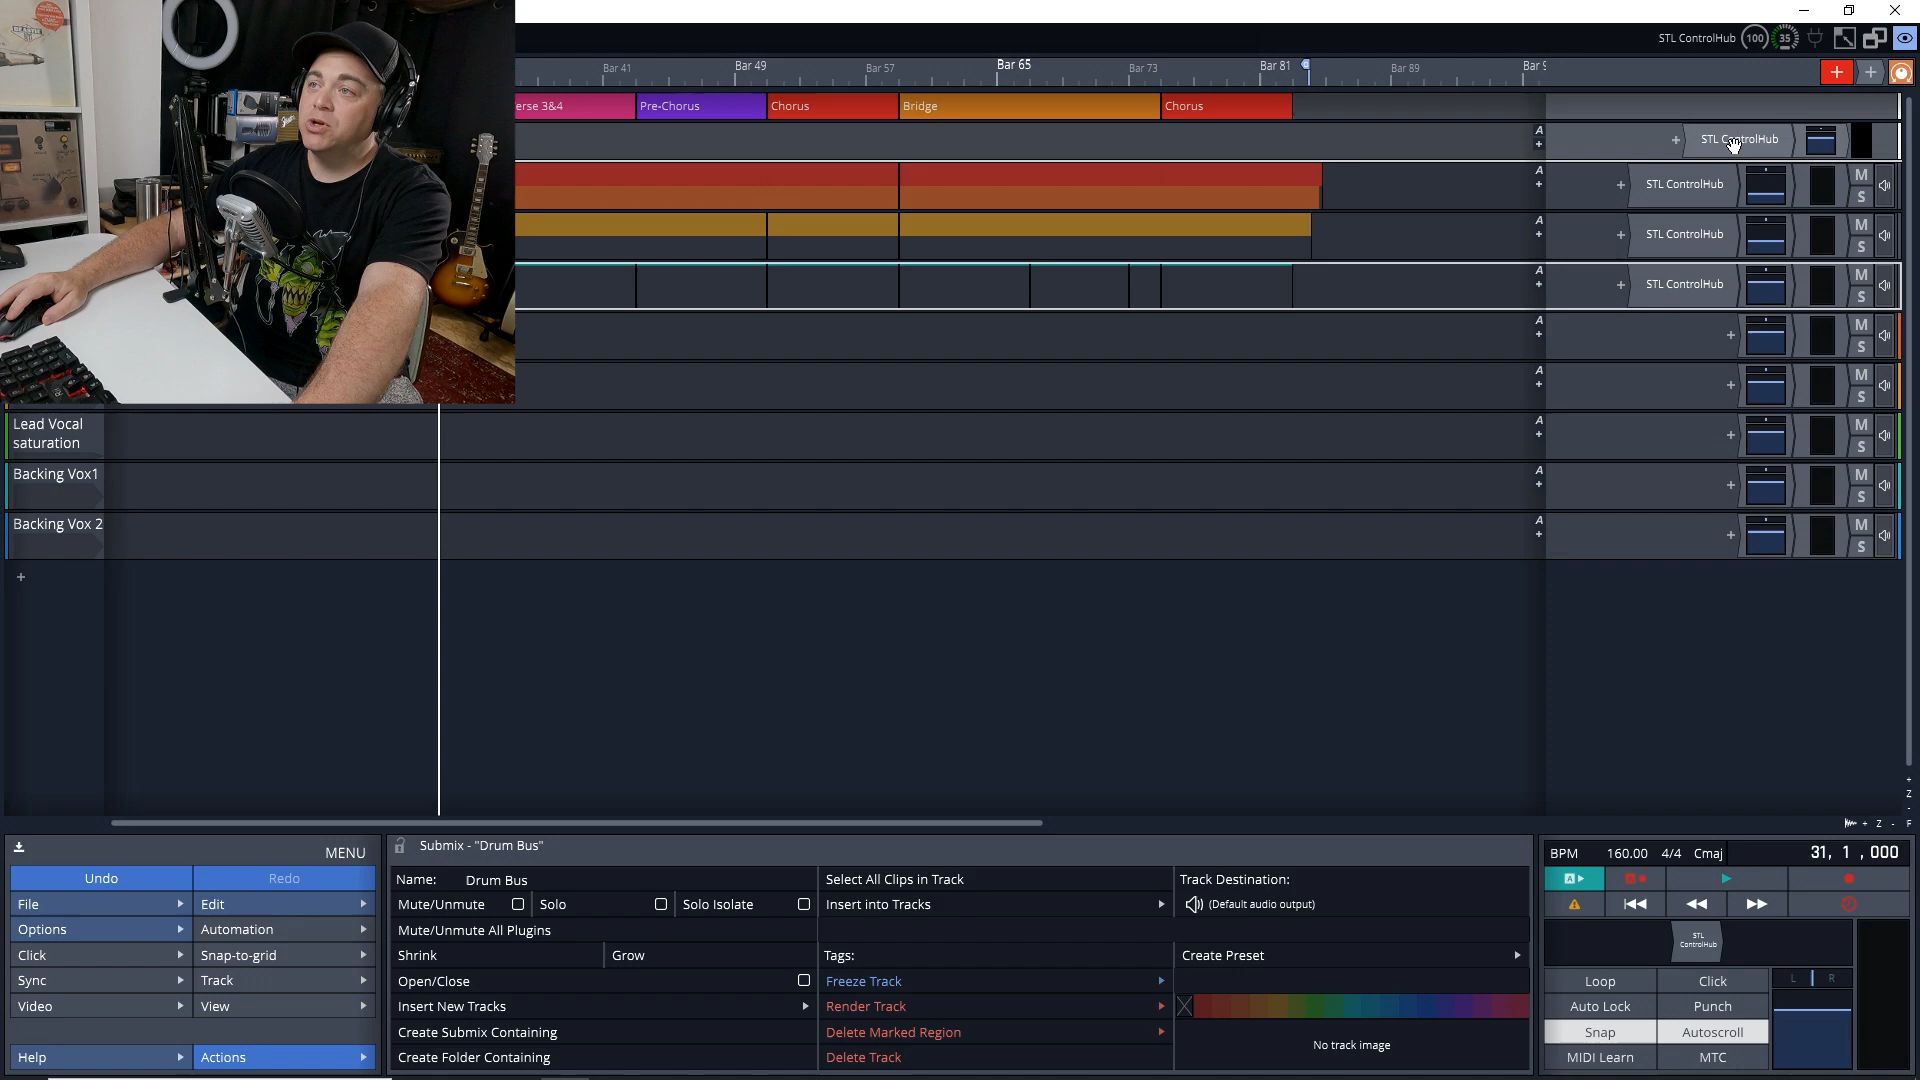 STL ControlHub 100 35
Bar 41 Bar 49 Bar 57 Bar 65 Bar 73 Bar 81 Bar 89
erse 3&4 Pre-Chorus Chorus Bridge Chorus
A + + STL ControlHub
A + + STL ControlHub M S
A + + STL ControlHub M S
A + + STL ControlHub M S
A + + M S
A + + M S
Lead Vocal
saturation A + + M S
Backing Vox1 A + + M S
Backing Vox 2 A + + M S
+
+
Z
-
+ Z - F
MENU
Undo Redo
File Edit
Options Automation
Click Snap-to-grid
Sync Track
Video View
Help Actions
Submix - "Drum Bus"
Name: Drum Bus
Mute/Unmute Solo Solo Isolate
Mute/Unmute All Plugins
Shrink Grow
Open/Close
Insert New Tracks
Create Submix Containing
Create Folder Containing
Select All Clips in Track
Insert into Tracks
Tags:
Freeze Track
Render Track
Delete Marked Region
Delete Track
Track Destination:
(Default audio output)
Create Preset
No track image
BPM 160.00 4/4 Cmaj 31, 1 , 000
A
STL
ControlHub
Loop Click
Auto Lock Punch
Snap Autoscroll
MIDI Learn MTC
L R